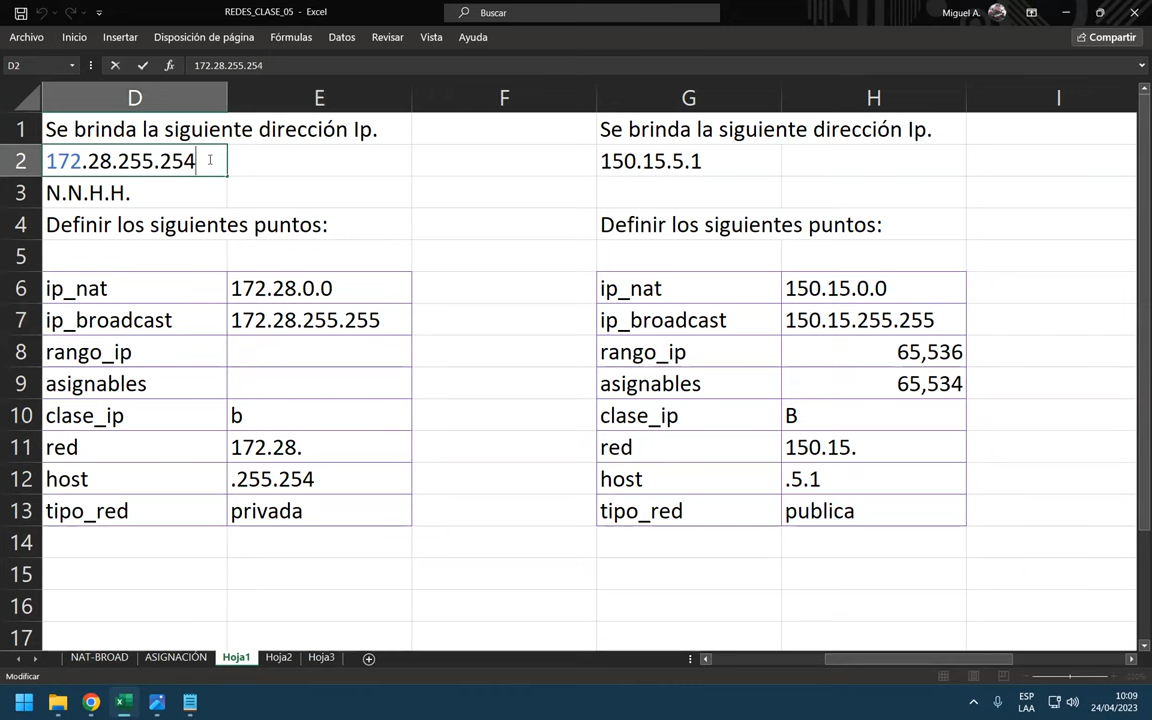 REDES_CLASE_05 - Excel
Buscar
Miguel A.
Archivo Inicio Insertar Disposición de página Fórmulas Datos Revisar Vista Ayuda Compartir
D2 fx 172.28.255.254
D E F G H I
1 Se brinda la siguiente dirección Ip. Se brinda la siguiente dirección Ip.
2 172.28.255.254 150.15.5.1
3 N.N.H.H.
4 Definir los siguientes puntos: Definir los siguientes puntos:
5
6 ip_nat 172.28.0.0 ip_nat 150.15.0.0
7 ip_broadcast 172.28.255.255 ip_broadcast 150.15.255.255
8 rango_ip rango_ip 65,536
9 asignables asignables 65,534
10 clase_ip b clase_ip B
11 red 172.28. red 150.15.
12 host .255.254 host .5.1
13 tipo_red privada tipo_red publica
14
15
16
17
NAT-BROAD ASIGNACIÓN Hoja1 Hoja2 Hoja3
Modificar
ESP LAA
10:09
24/04/2023